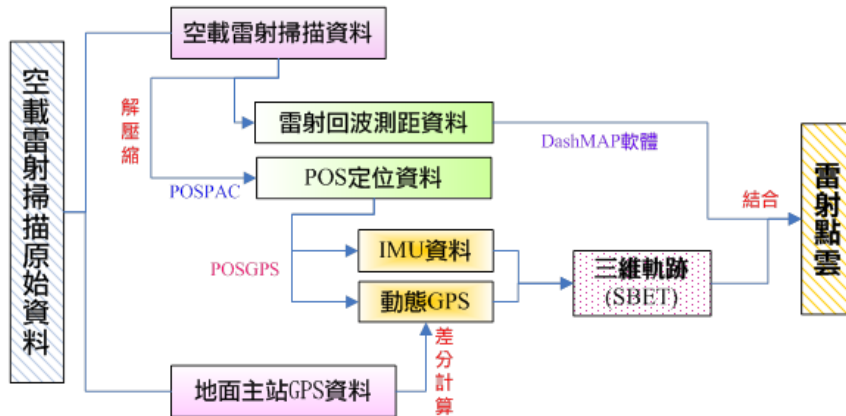 空載雷射掃描原始資料
空載雷射掃描資料
解壓縮
雷射回波測距資料
DashMAP軟體
POS定位資料
POSPAC
POSGPS
IMU資料
動態GPS
差分計算
地面主站GPS資料
三維軌跡
(SBET)
結合
雷射點雲